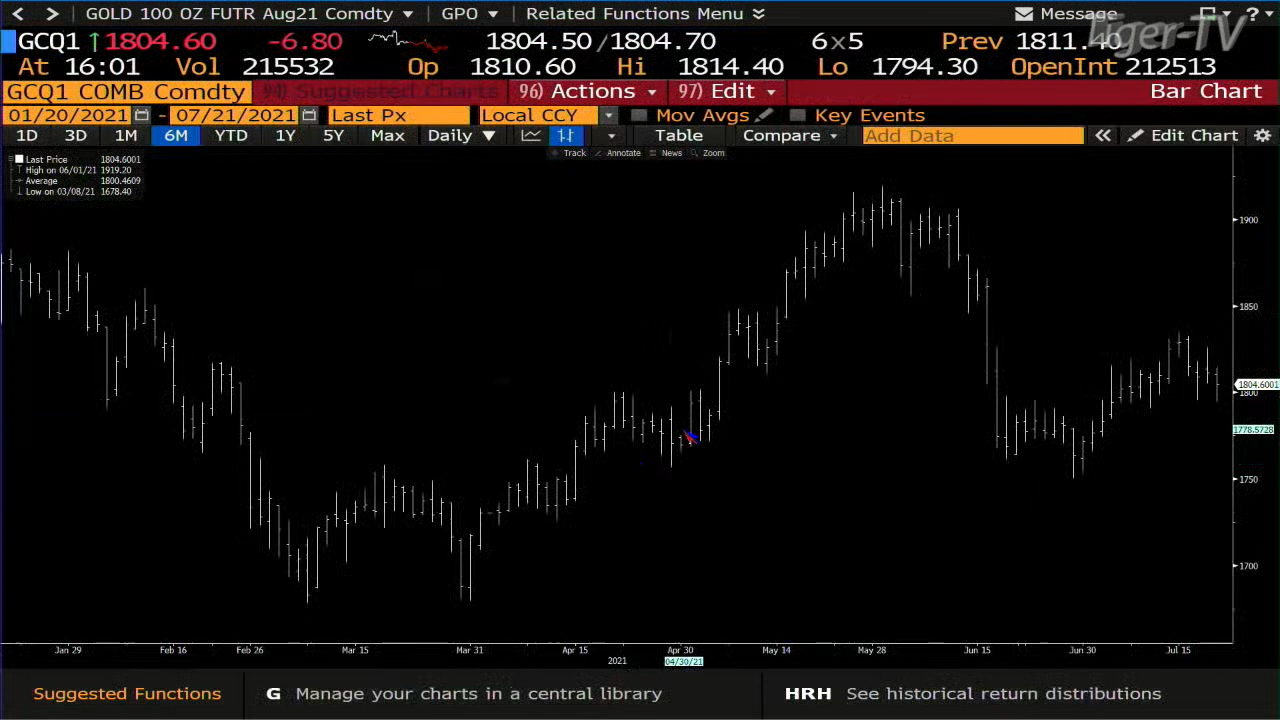 GOLD 100 OZ FUTR Aug21 Comdty GPO Related Functions Menu Message ?
GCQ1 1804.60 -6.80 1804.50/1804.70 6x5 Prev 1811.40
At 16:01 Vol 215532 Op 1810.60 Hi 1814.40 Lo 1794.30 OpenInt 212513
Tiger-TV
GCQ1 COMB Comdty 94) Suggested Charts 96) Actions 97) Edit Bar Chart
01/20/2021 - 07/21/2021 Last Px Local CCY Mov Avgs Key Events
1D 3D 1M 6M YTD 1Y 5Y Max Daily ▼ Table Compare Add Data « Edit Chart
Track Annotate News Zoom
Last Price 1804.6001
High on 06/01/21 1919.20
Average 1800.4609
Low on 03/08/21 1678.40
1900
1850
1804.6001
1800
1778.5728
1750
1700
Jan 29 Feb 16 Feb 26 Mar 15 Mar 31 Apr 15 Apr 30 May 14 May 28 Jun 15 Jun 30 Jul 15
2021 04/30/21
Suggested Functions G Manage your charts in a central library HRH See historical return distributions